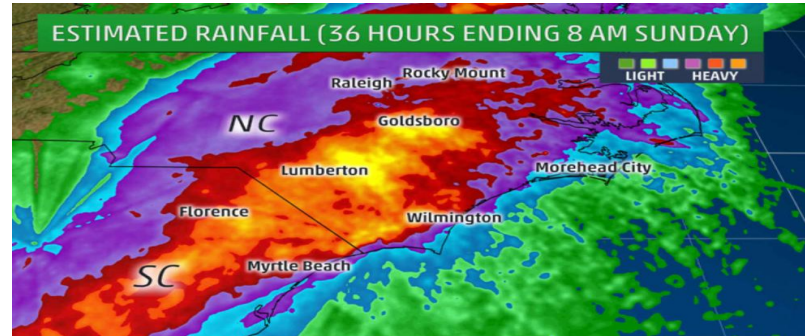 ESTIMATED RAINFALL (36 HOURS ENDING 8 AM SUNDAY)
LIGHT HEAVY
Rocky Mount
Raleigh
NC
Goldsboro
Lumberton
Morehead City
Florence
Wilmington
Myrtle Beach
SC